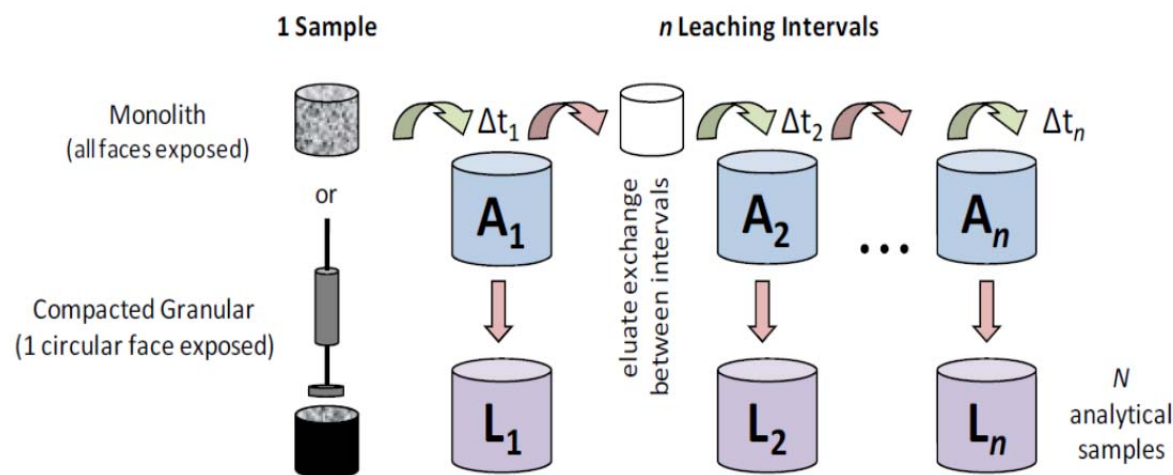 1 Sample
n Leaching Intervals
Monolith
(all faces exposed)
or
Compacted Granular
(1 circular face exposed)
Δt1
Δt2
Δtn
A1
eluate exchange
between intervals
A2
...
An
L1
L2
Ln
N
analytical
samples